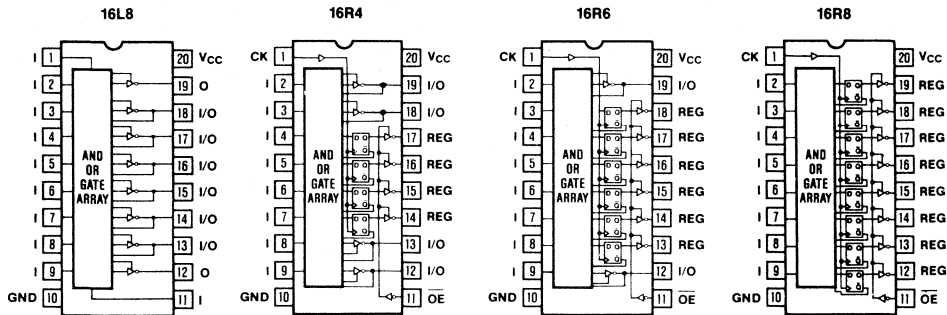 16L8
I 1 20 VCC
I 2 19 O
I 3 18 I/O
I 4 17 I/O
I 5 16 I/O
I 6 15 I/O
I 7 14 I/O
I 8 13 I/O
I 9 12 O
GND 10 11 I
AND
OR
GATE
ARRAY
16R4
CK 1 20 VCC
I 2 19 I/O
I 3 18 I/O
I 4 17 REG
I 5 16 REG
I 6 15 REG
I 7 14 REG
I 8 13 I/O
I 9 12 I/O
GND 10 11 OE
AND
OR
GATE
ARRAY
16R6
CK 1 20 VCC
I 2 19 I/O
I 3 18 REG
I 4 17 REG
I 5 16 REG
I 6 15 REG
I 7 14 REG
I 8 13 REG
I 9 12 I/O
GND 10 11 OE
AND
OR
GATE
ARRAY
16R8
CK 1 20 VCC
I 2 19 REG
I 3 18 REG
I 4 17 REG
I 5 16 REG
I 6 15 REG
I 7 14 REG
I 8 13 REG
I 9 12 REG
GND 10 11 OE
AND
OR
GATE
ARRAY